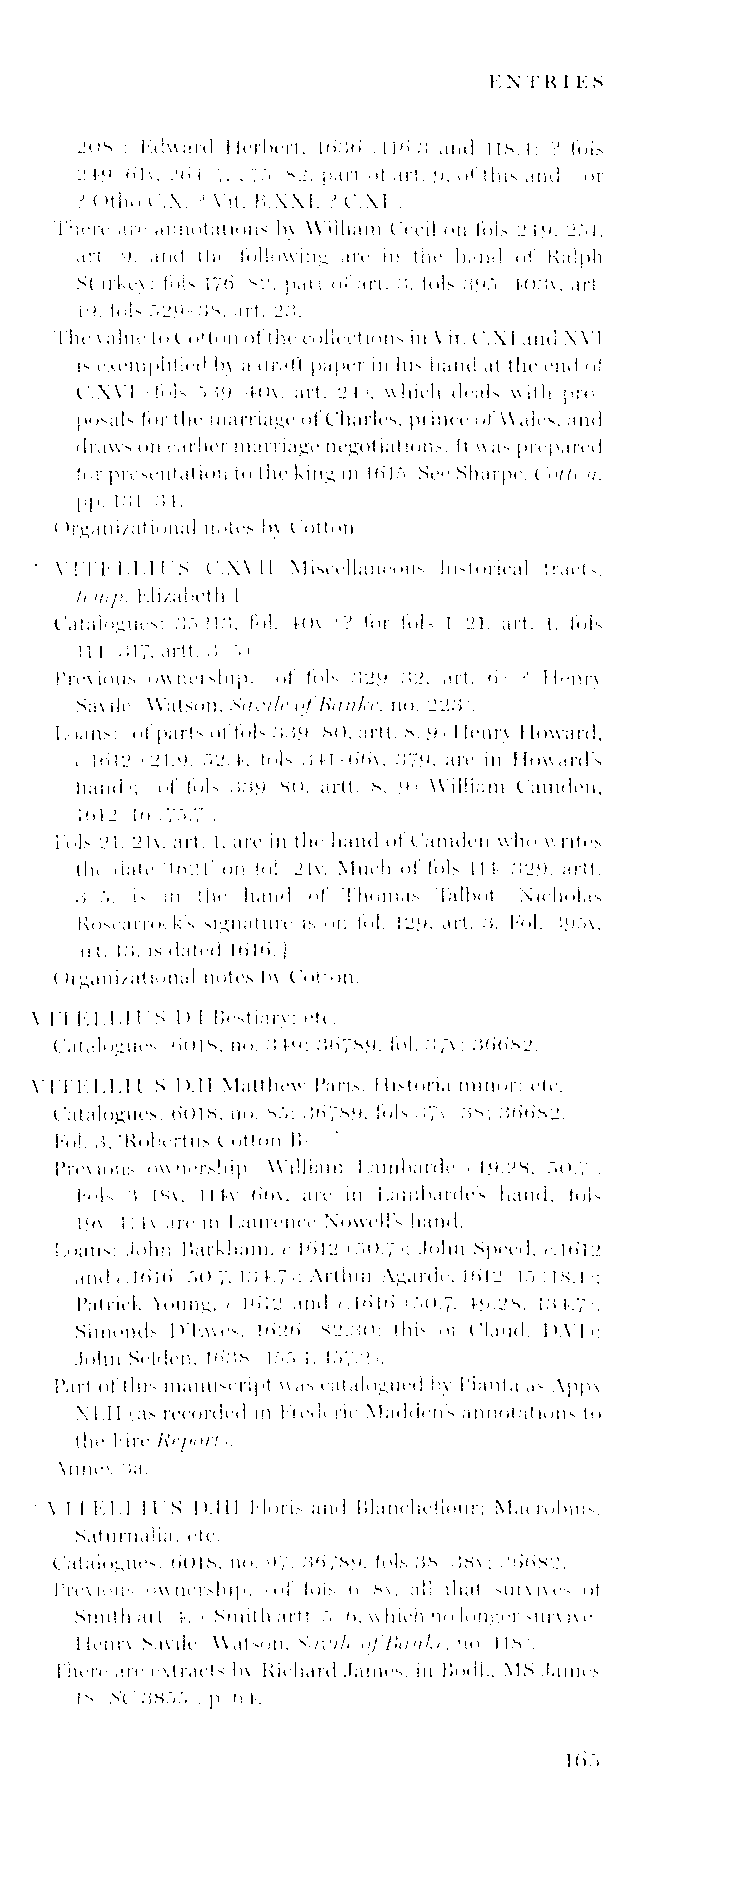 ENTRIES
208); Edward Herbert, 1636 (116.3 and 118.4: ? fols
249–61v, 264–7, 275–82, part of art. 9, of this and/or
? Otho C.X, ? Vit. B.XXI, ? C.XI).
There are annotations by William Cecil on fols 249, 254,
art. 9, and the following are in the hand of Ralph
Starkey: fols 176–82, part of art. 3, fols 395–403v, art.
19, fols 529–38, art. 23.
The value to Cotton of the collections in Vit. C.XI and XVI
is exemplified by a draft paper in his hand at the end of
C.XVI (fols 539–40v, art. 24), which deals with pro-
posals for the marriage of Charles, prince of Wales, and
draws on earlier marriage negotiations. It was prepared
for presentation to the king in 1615. See Sharpe, Cotton,
pp. 131–34.
Organizational notes by Cotton.
VITELLIUS C.XVII Miscellaneous historical tracts,
temp. Elizabeth I
Catalogues: 35213, fol. 40v (? for fols 1–21, art. 1, fols
114–317, artt. 3–5).
Previous ownership: (of fols 329–32, art. 6) ? Henry
Savile (Watson, Savile of Banke, no. 223).
Loans: (of parts of fols 339–80, artt. 8, 9) Henry Howard,
c.1612 (21.9, 52.4, fols 341–66v, 379, are in Howard's
hand); (of fols 339–80, artt. 8, 9) William Camden,
1612–16 (75.7).
Fols 21, 21v, art. 1, are in the hand of Camden who writes
the date '1621' on fol. 21v. Much of fols 114–329, artt.
3–5, is in the hand of Thomas Talbot. Nicholas
Roscarrock's signature is on fol. 129, art. 3. Fol. 395v,
art. 13, is dated 1616.]
Organizational notes by Cotton.
VITELLIUS D.I Bestiary; etc.
Catalogues: 6018, no. 349; 36789, fol. 37v; 36682.
VITELLIUS D.II Matthew Paris, Historia minor; etc.
Catalogues: 6018, no. 85; 36789, fols 37v–38; 36682.
Fol. 3, 'Robertus Cotton B
Previous ownership: William Lambarde (49.28, 50.7).
Fols 3–18v, 114v–66v, are in Lambarde's hand, fols
19v–114v are in Laurence Nowell's hand.
Loans: John Barkham, c.1612 (50.7); John Speed, c.1612
and c.1616 (50.7, 134.7); Arthur Agarde, 1612–15 (18.1);
Patrick Young, c.1612 and c.1616 (50.7, 49.28, 134.7);
Simonds D'Ewes, 1626 (82.30: this or Claud. D.VI);
John Selden, 1638 (155.1, 157.2).
Part of this manuscript was catalogued by Planta as Appx
XLII (as recorded in Frederic Madden's annotations to
the Fire Report).
Annex 3a.
VITELLIUS D.III Floris and Blancheflour; Macrobius,
Saturnalia; etc.
Catalogues: 6018, no. 97; 36789, fols 38–38v; 36682.
Previous ownership: (of fols 6–8v, all that survives of
Smith art. 4, + Smith artt. 5–6, which no longer survive)
Henry Savile (Watson, Savile of Banke, no. 118).
There are extracts by Richard James, in Bodl., MS James
18 (SC 3855), p. 64.
165